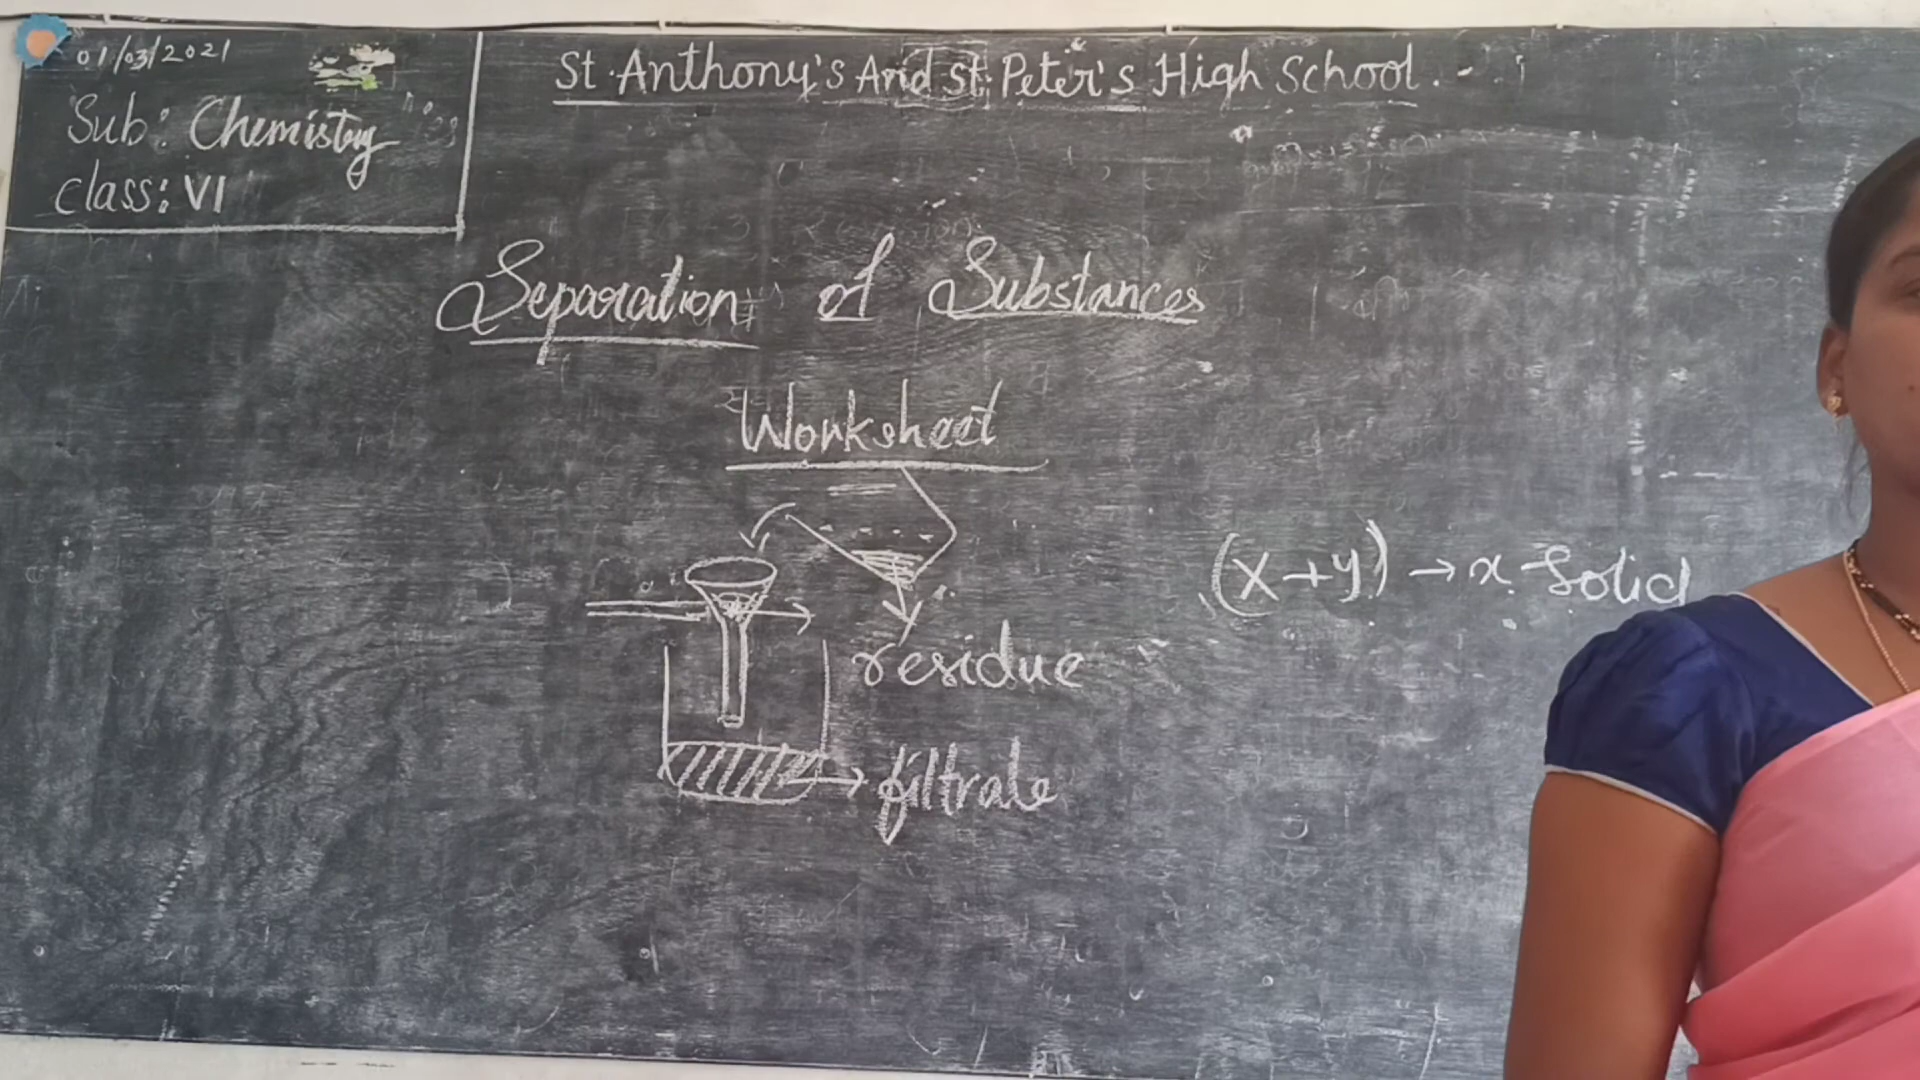 01/03/2021
Sub: Chemistry
Class: VI
St. Anthony's And St. Peter's High School.
Separation of Substances
Worksheet
(x+y) → x-Solid
residue
filtrate